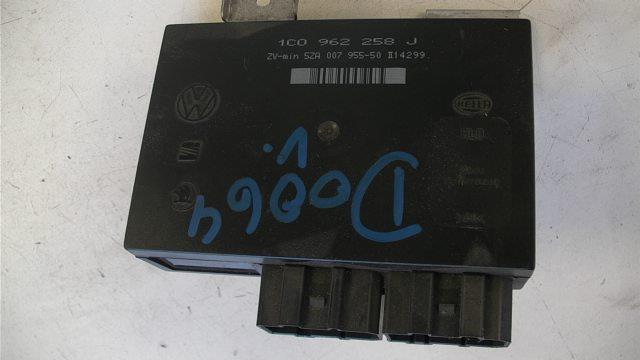 1C0 962 258 J
ZV-min 5ZA 007 955-50 II14299
HELLA
D0064
v.